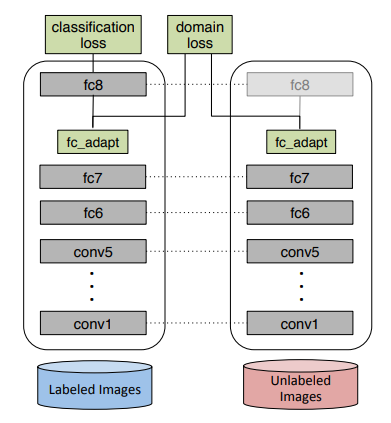 classification
loss
domain
loss
fc8
fc8
fc_adapt
fc_adapt
fc7
fc7
fc6
fc6
conv5
conv5
conv1
conv1
Labeled Images
Unlabeled
Images